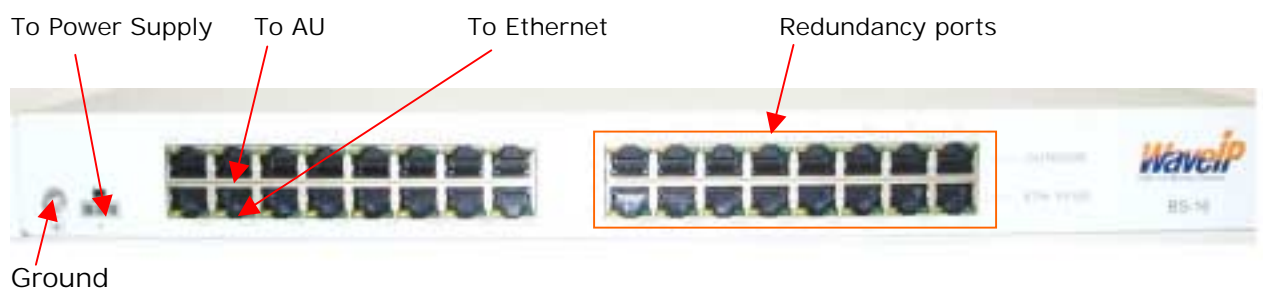 To Power Supply To AU To Ethernet Redundancy ports
Waveip
BS-16
Ground